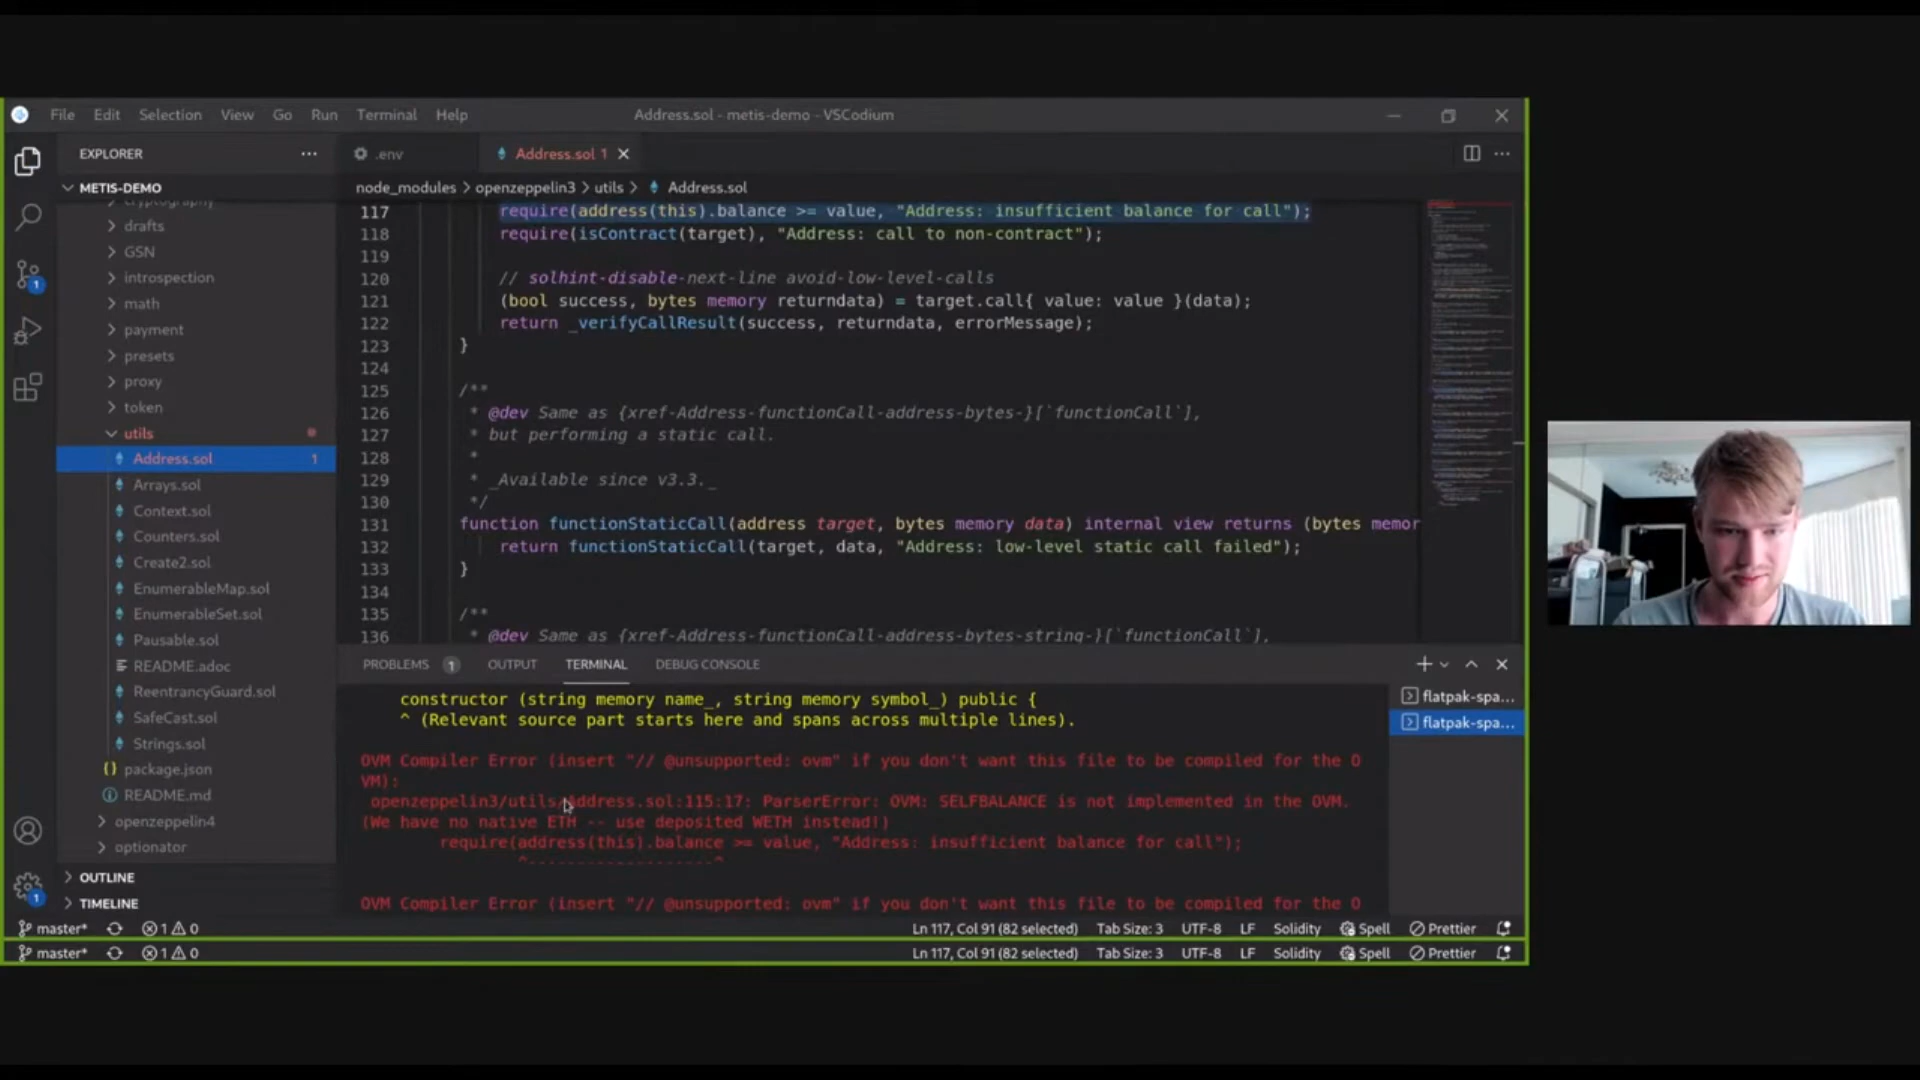 File Edit Selection View Go Run Terminal Help Address.sol - metis-demo - VSCodium
EXPLORER
.env
Address.sol 1
METIS-DEMO
node_modules openzeppelin3 utils Address.sol
cryptography
drafts
GSN
introspection
math
payment
presets
proxy
token
utils
Address.sol 1
Arrays.sol
Context.sol
Counters.sol
Create2.sol
EnumerableMap.sol
EnumerableSet.sol
Pausable.sol
README.adoc
ReentrancyGuard.sol
SafeCast.sol
Strings.sol
package.json
README.md
openzeppelin4
optionator
OUTLINE
TIMELINE
117 require(address(this).balance >= value, "Address: insufficient balance for call");
118 require(isContract(target), "Address: call to non-contract");
119
120 // solhint-disable-next-line avoid-low-level-calls
121 (bool success, bytes memory returndata) = target.call{ value: value }(data);
122 return _verifyCallResult(success, returndata, errorMessage);
123 }
124
125 /**
126 * @dev Same as {xref-Address-functionCall-address-bytes-}[`functionCall`],
127 * but performing a static call.
128 *
129 * _Available since v3.3._
130 */
131 function functionStaticCall(address target, bytes memory data) internal view returns (bytes memor
132 return functionStaticCall(target, data, "Address: low-level static call failed");
133 }
134
135 /**
136 * @dev Same as {xref-Address-functionCall-address-bytes-string-}[`functionCall`],
PROBLEMS 1 OUTPUT TERMINAL DEBUG CONSOLE
constructor (string memory name_, string memory symbol_) public {
^ (Relevant source part starts here and spans across multiple lines).
OVM Compiler Error (insert "// @unsupported: ovm" if you don't want this file to be compiled for the O
VM):
openzeppelin3/utils/Address.sol:115:17: ParserError: OVM: SELFBALANCE is not implemented in the OVM.
(We have no native ETH -- use deposited WETH instead!)
require(address(this).balance >= value, "Address: insufficient balance for call");
^-------------------^
OVM Compiler Error (insert "// @unsupported: ovm" if you don't want this file to be compiled for the O
flatpak-spa...
flatpak-spa...
1
1
master* 1 0 Ln 117, Col 91 (82 selected) Tab Size: 3 UTF-8 LF Solidity Spell Prettier
master* 1 0 Ln 117, Col 91 (82 selected) Tab Size: 3 UTF-8 LF Solidity Spell Prettier